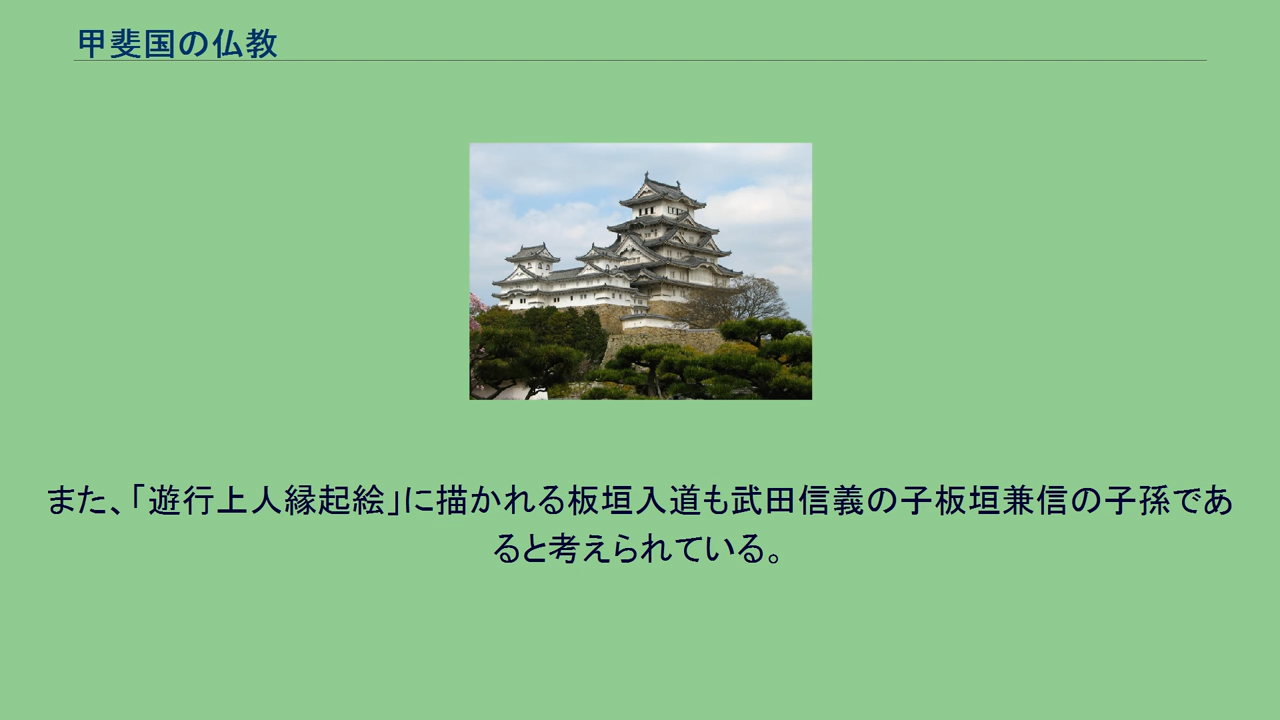 甲斐国の仏教
また、「遊行上人縁起絵」に描かれる板垣入道も武田信義の子板垣兼信の子孫であ
ると考えられている。